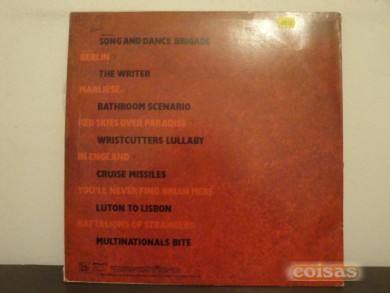 SONG AND DANCE BRIGADE
BERLIN
THE WRITER
MARLIESE
BATHROOM SCENARIO
RED SKIES OVER PARADISE
WRISTCUTTERS LULLABY
IN ENGLAND
CRUISE MISSILES
YOU'LL NEVER FIND BRIAN HERE
LUTON TO LISBON
BATTALIONS OF STRANGERS
MULTINATIONALS BITE
coisas